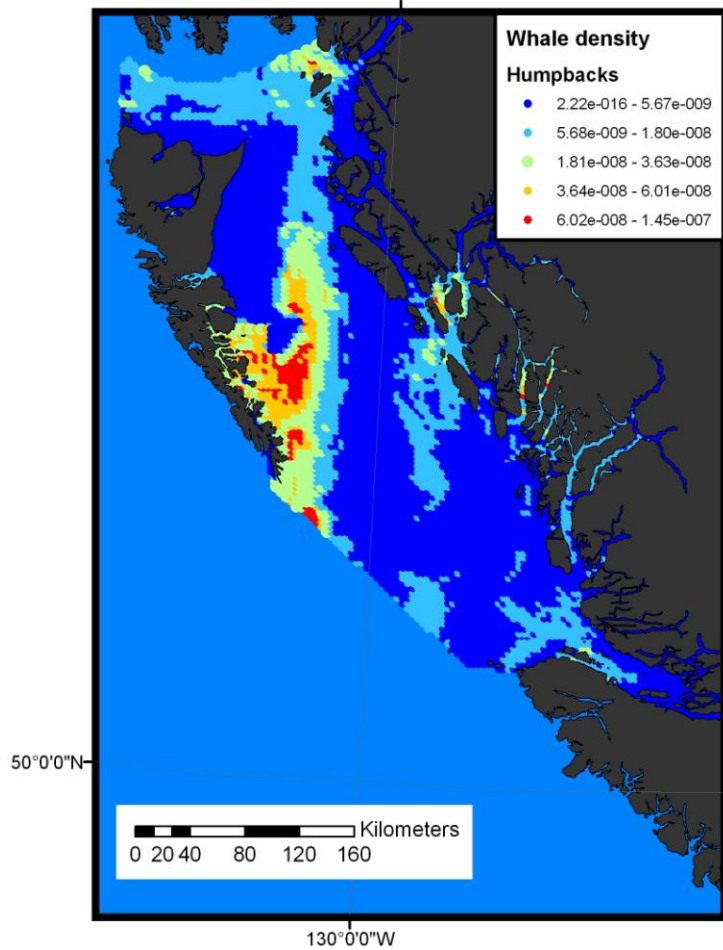 Whale density
Humpbacks
2.22e-016 - 5.67e-009
5.68e-009 - 1.80e-008
1.81e-008 - 3.63e-008
3.64e-008 - 6.01e-008
6.02e-008 - 1.45e-007
50°0'0"N
Kilometers
0 20 40 80 120 160
130°0'0"W